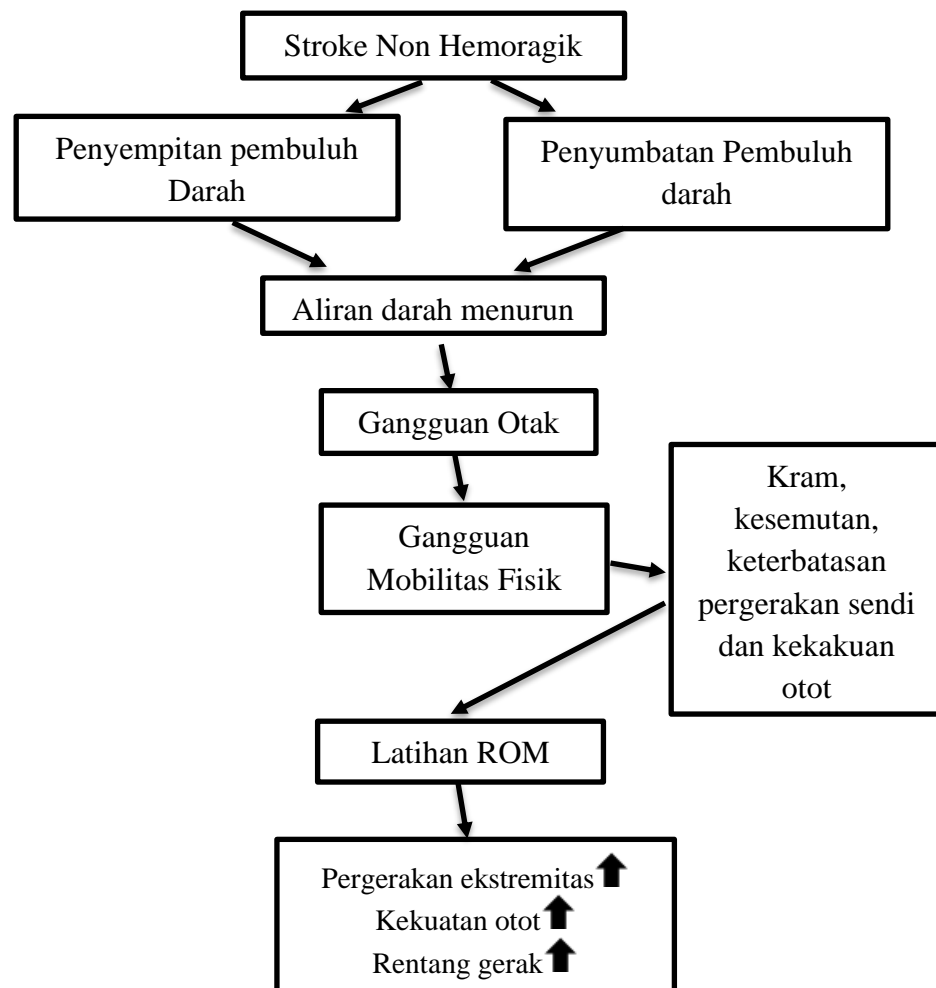 Stroke Non Hemoragik
Penyempitan pembuluh
Darah
Penyumbatan Pembuluh
darah
Aliran darah menurun
Gangguan Otak
Gangguan
Mobilitas Fisik
Kram,
kesemutan,
keterbatasan
pergerakan sendi
dan kekakuan
otot
Latihan ROM
Pergerakan ekstremitas
Kekuatan otot
Rentang gerak